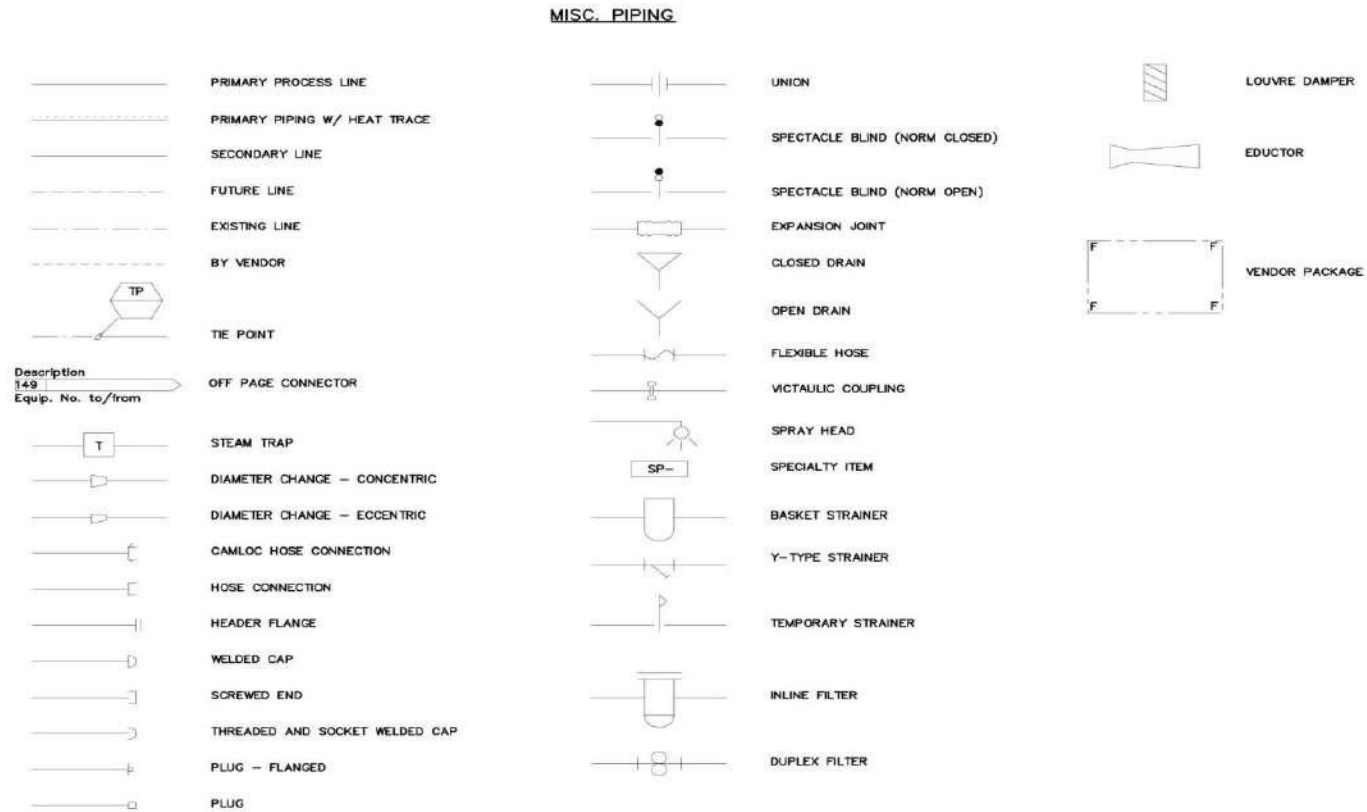 MISC. PIPING
PRIMARY PROCESS LINE
PRIMARY PIPING W/ HEAT TRACE
SECONDARY LINE
FUTURE LINE
EXISTING LINE
BY VENDOR
TP
TIE POINT
Description
149
Equip. No. to/from
OFF PAGE CONNECTOR
T
STEAM TRAP
DIAMETER CHANGE – CONCENTRIC
DIAMETER CHANGE – ECCENTRIC
CAMLOC HOSE CONNECTION
HOSE CONNECTION
HEADER FLANGE
WELDED CAP
SCREWED END
THREADED AND SOCKET WELDED CAP
PLUG – FLANGED
PLUG
UNION
SPECTACLE BLIND (NORM CLOSED)
SPECTACLE BLIND (NORM OPEN)
EXPANSION JOINT
CLOSED DRAIN
OPEN DRAIN
FLEXIBLE HOSE
VICTAULIC COUPLING
SPRAY HEAD
SP–
SPECIALTY ITEM
BASKET STRAINER
Y–TYPE STRAINER
TEMPORARY STRAINER
INLINE FILTER
DUPLEX FILTER
LOUVRE DAMPER
EDUCTOR
F F
VENDOR PACKAGE
F F